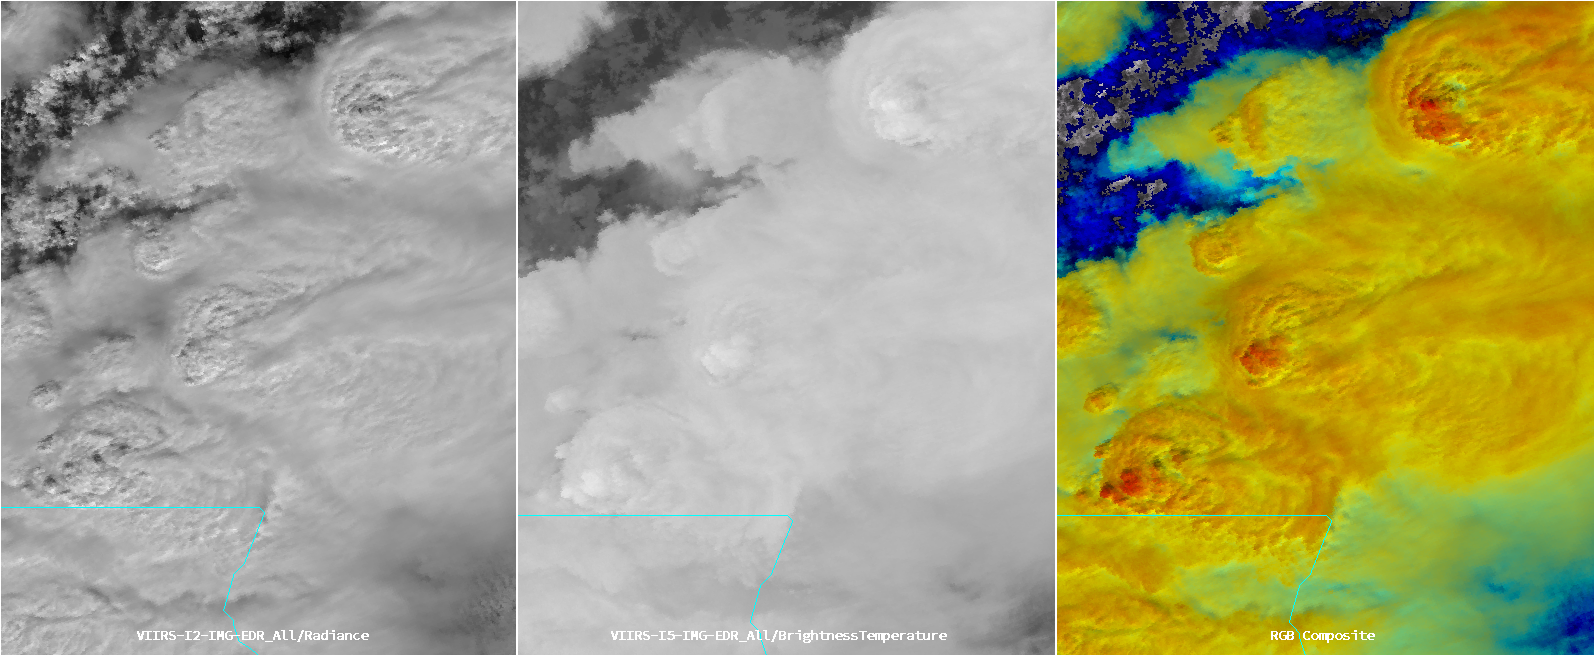 VIIRS-I2-IMG-EDR_All/Radiance
VIIRS-I5-IMG-EDR_All/BrightnessTemperature
RGB Composite